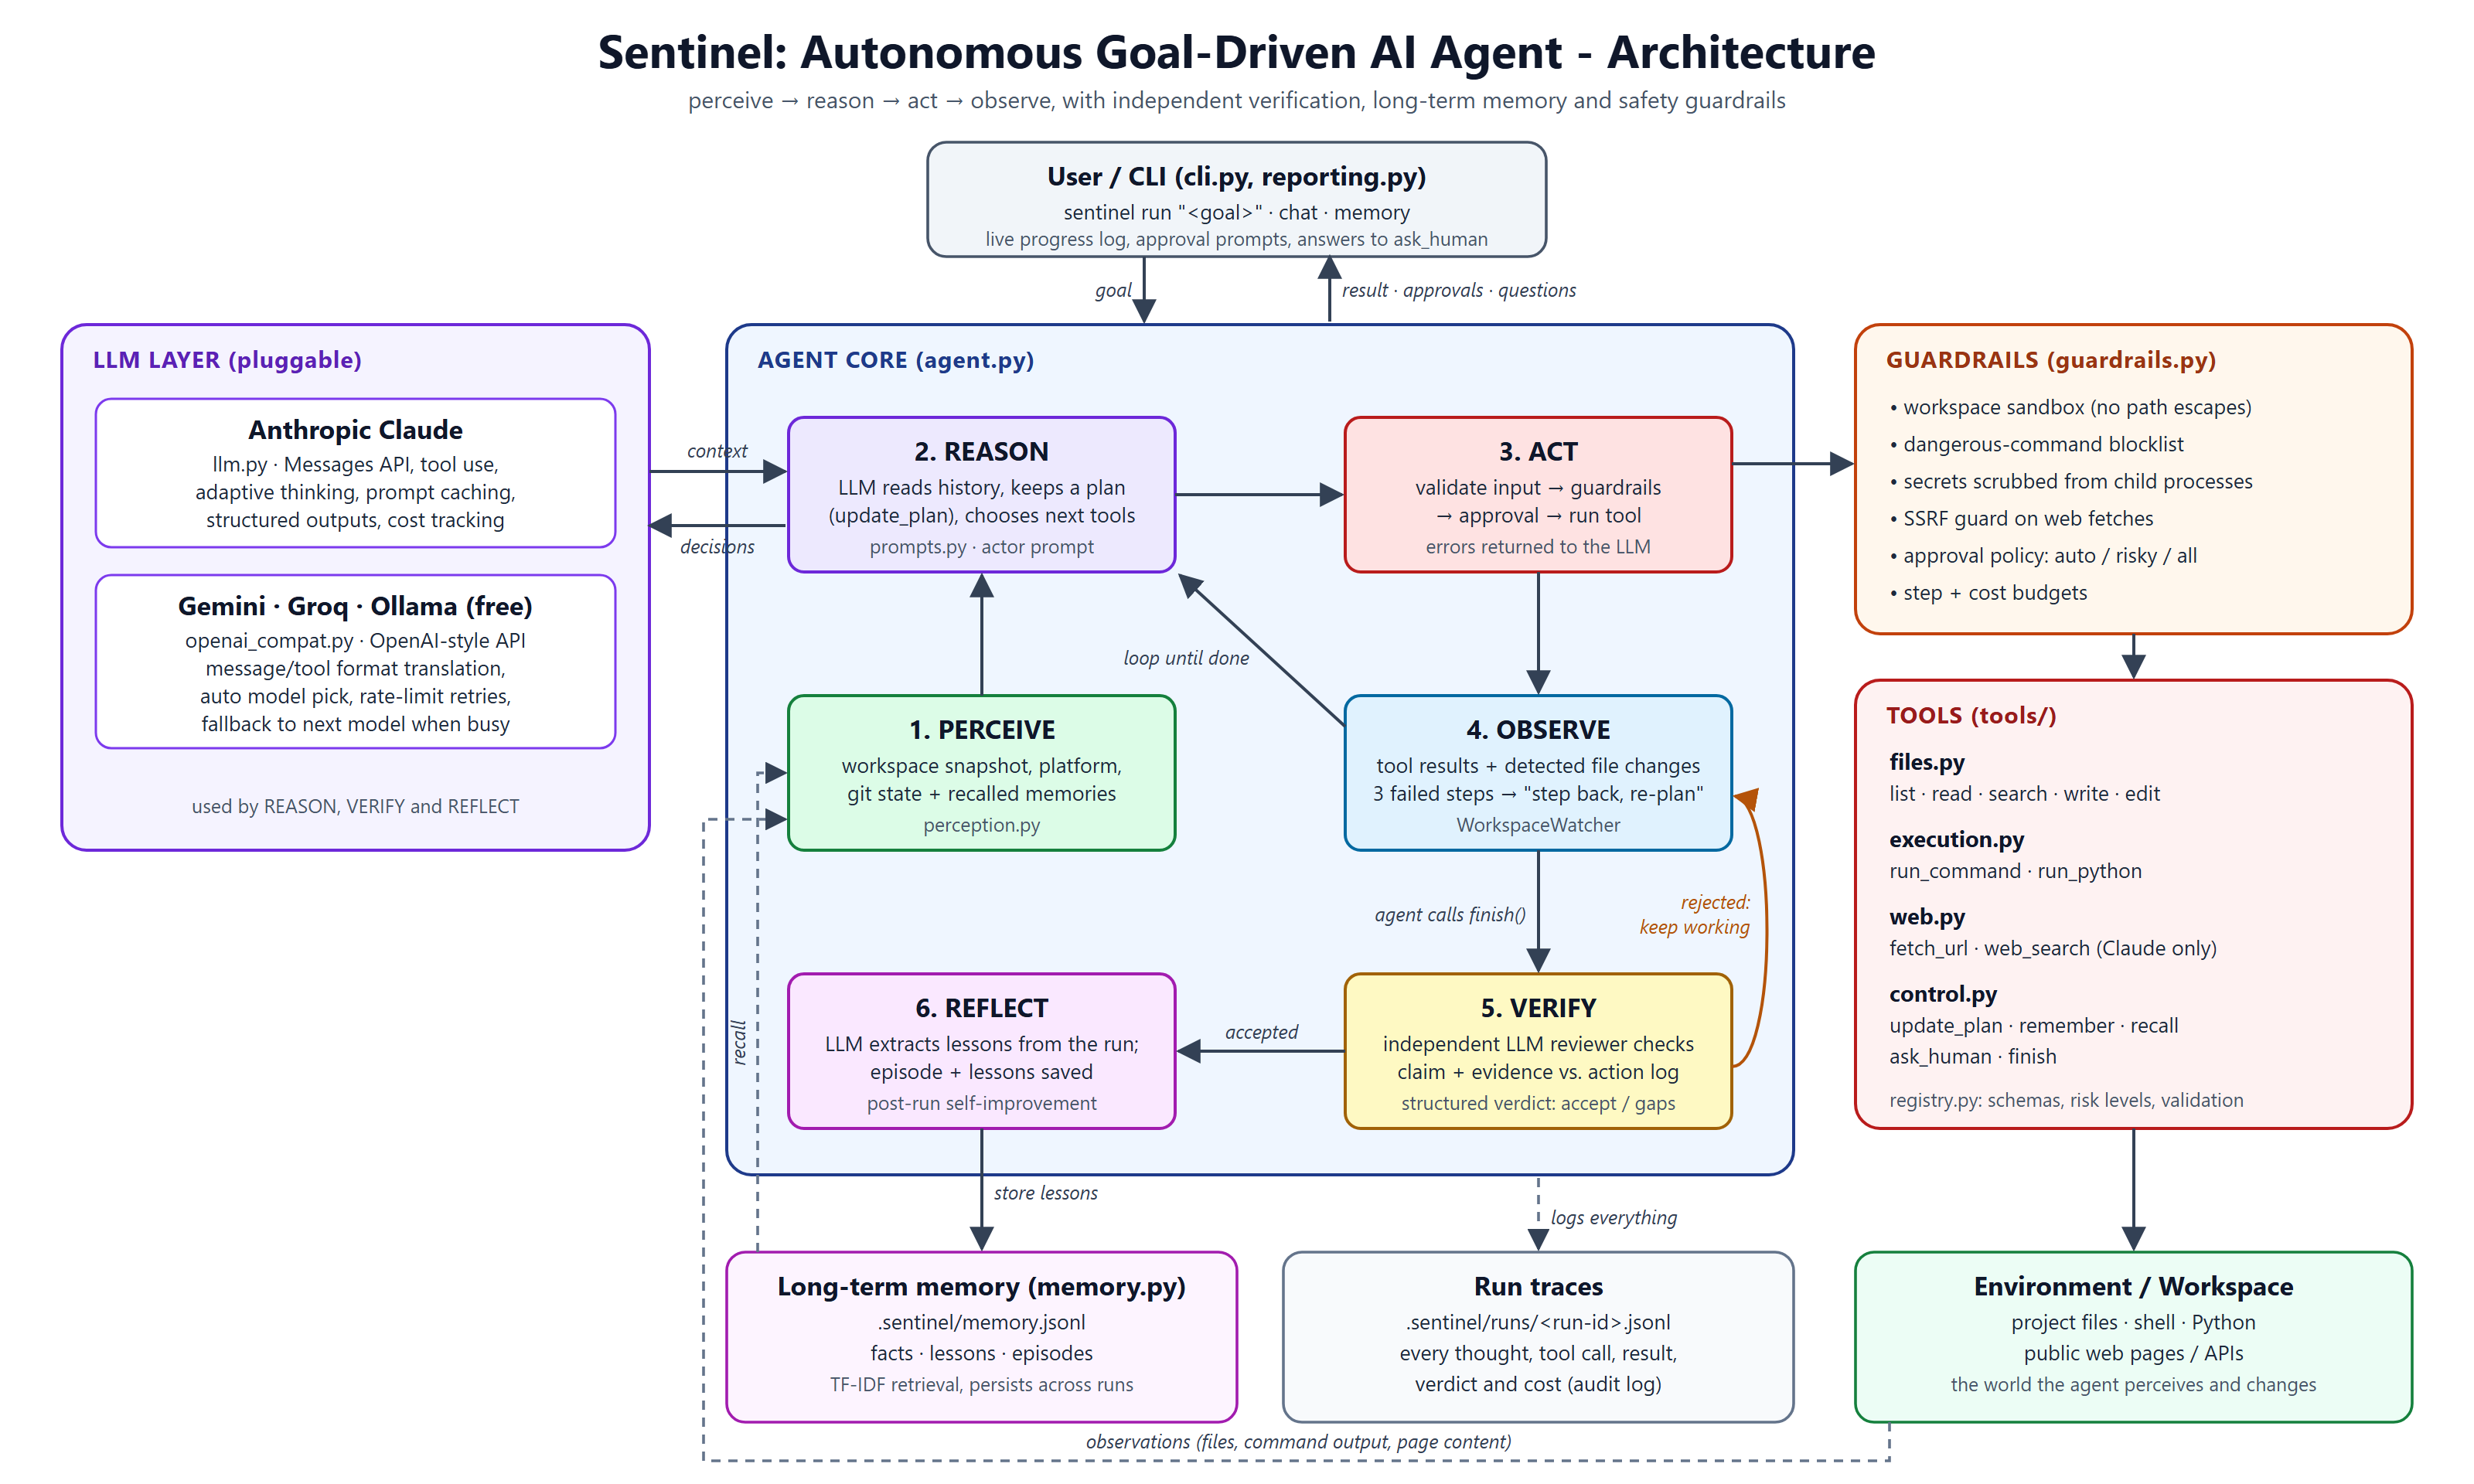 Sentinel: Autonomous Goal-Driven AI Agent - Architecture
perceive → reason → act → observe, with independent verification, long-term memory and safety guardrails
User / CLI (cli.py, reporting.py)
sentinel run "<goal>" · chat · memory
live progress log, approval prompts, answers to ask_human
goal
result · approvals · questions
LLM LAYER (pluggable)
Anthropic Claude
llm.py · Messages API, tool use,
adaptive thinking, prompt caching,
structured outputs, cost tracking
Gemini · Groq · Ollama (free)
openai_compat.py · OpenAI-style API
message/tool format translation,
auto model pick, rate-limit retries,
fallback to next model when busy
used by REASON, VERIFY and REFLECT
context
decisions
AGENT CORE (agent.py)
2. REASON
LLM reads history, keeps a plan
(update_plan), chooses next tools
prompts.py · actor prompt
3. ACT
validate input → guardrails
→ approval → run tool
errors returned to the LLM
loop until done
1. PERCEIVE
workspace snapshot, platform,
git state + recalled memories
perception.py
4. OBSERVE
tool results + detected file changes
3 failed steps → "step back, re-plan"
WorkspaceWatcher
agent calls finish()
rejected:
keep working
6. REFLECT
LLM extracts lessons from the run;
episode + lessons saved
post-run self-improvement
accepted
5. VERIFY
independent LLM reviewer checks
claim + evidence vs. action log
structured verdict: accept / gaps
recall
store lessons
logs everything
GUARDRAILS (guardrails.py)
• workspace sandbox (no path escapes)
• dangerous-command blocklist
• secrets scrubbed from child processes
• SSRF guard on web fetches
• approval policy: auto / risky / all
• step + cost budgets
TOOLS (tools/)
files.py
list · read · search · write · edit
execution.py
run_command · run_python
web.py
fetch_url · web_search (Claude only)
control.py
update_plan · remember · recall
ask_human · finish
registry.py: schemas, risk levels, validation
Long-term memory (memory.py)
.sentinel/memory.jsonl
facts · lessons · episodes
TF-IDF retrieval, persists across runs
Run traces
.sentinel/runs/<run-id>.jsonl
every thought, tool call, result,
verdict and cost (audit log)
Environment / Workspace
project files · shell · Python
public web pages / APIs
the world the agent perceives and changes
observations (files, command output, page content)